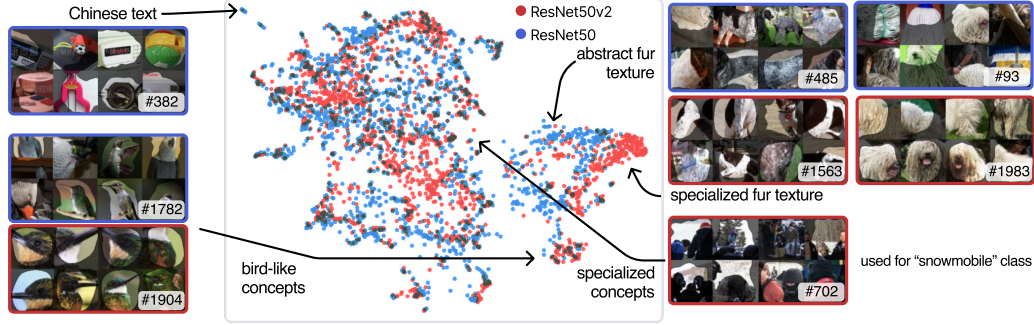 Chinese text
#382
#1782
#1904
ResNet50v2
ResNet50
abstract fur
texture
bird-like
concepts
specialized
concepts
#485
#93
#1563
#1983
specialized fur texture
#702
used for “snowmobile” class